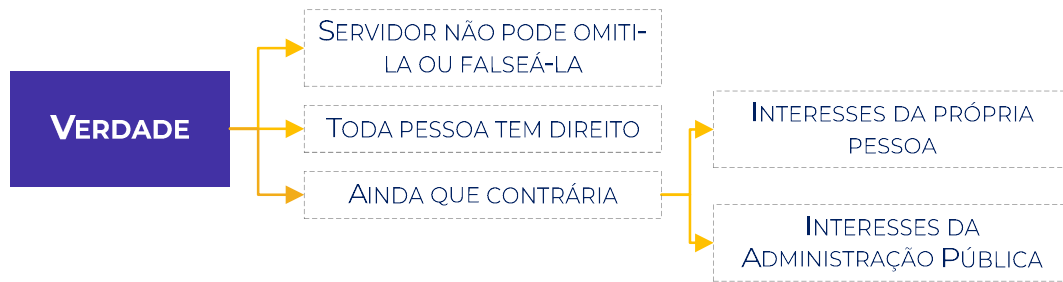 VERDADE
SERVIDOR NÃO PODE OMITI-
LA OU FALSEÁ-LA
TODA PESSOA TEM DIREITO
AINDA QUE CONTRÁRIA
INTERESSES DA PRÓPRIA
PESSOA
INTERESSES DA
ADMINISTRAÇÃO PÚBLICA